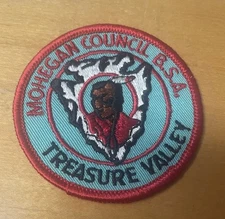 MOHEGAN COUNCIL B.S.A.
TREASURE VALLEY